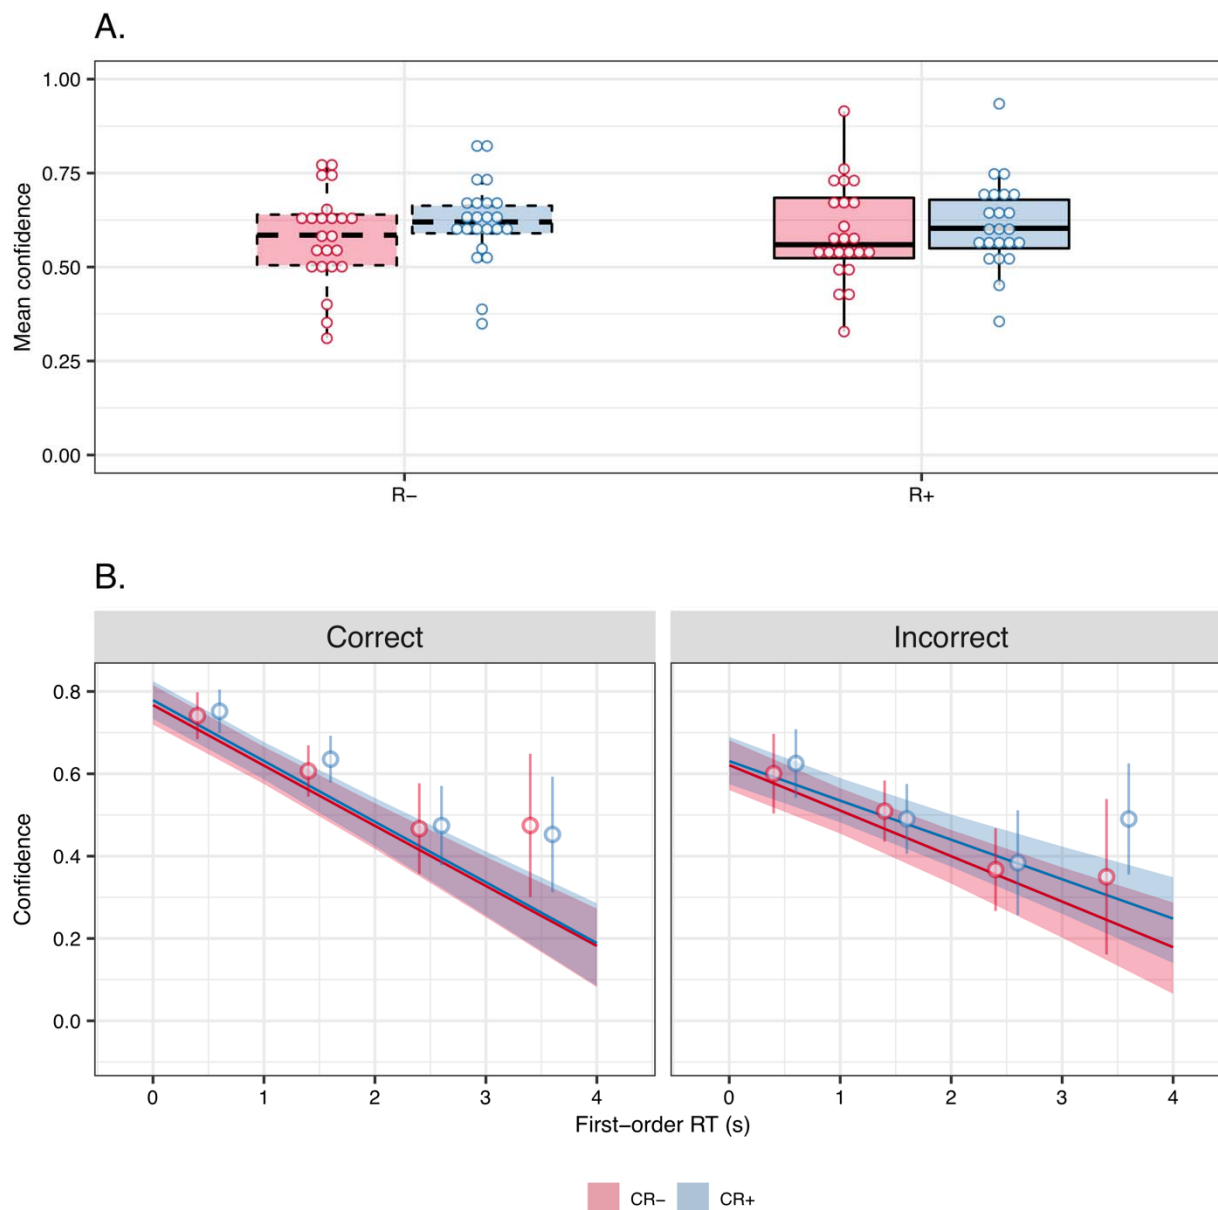 A.
1.00
0.75
0.50
0.25
0.00
Mean confidence
R−
R+
B.
Correct
Incorrect
0.8
0.6
0.4
0.2
0.0
Confidence
0 1 2 3 4
0 1 2 3 4
First−order RT (s)
CR−
CR+